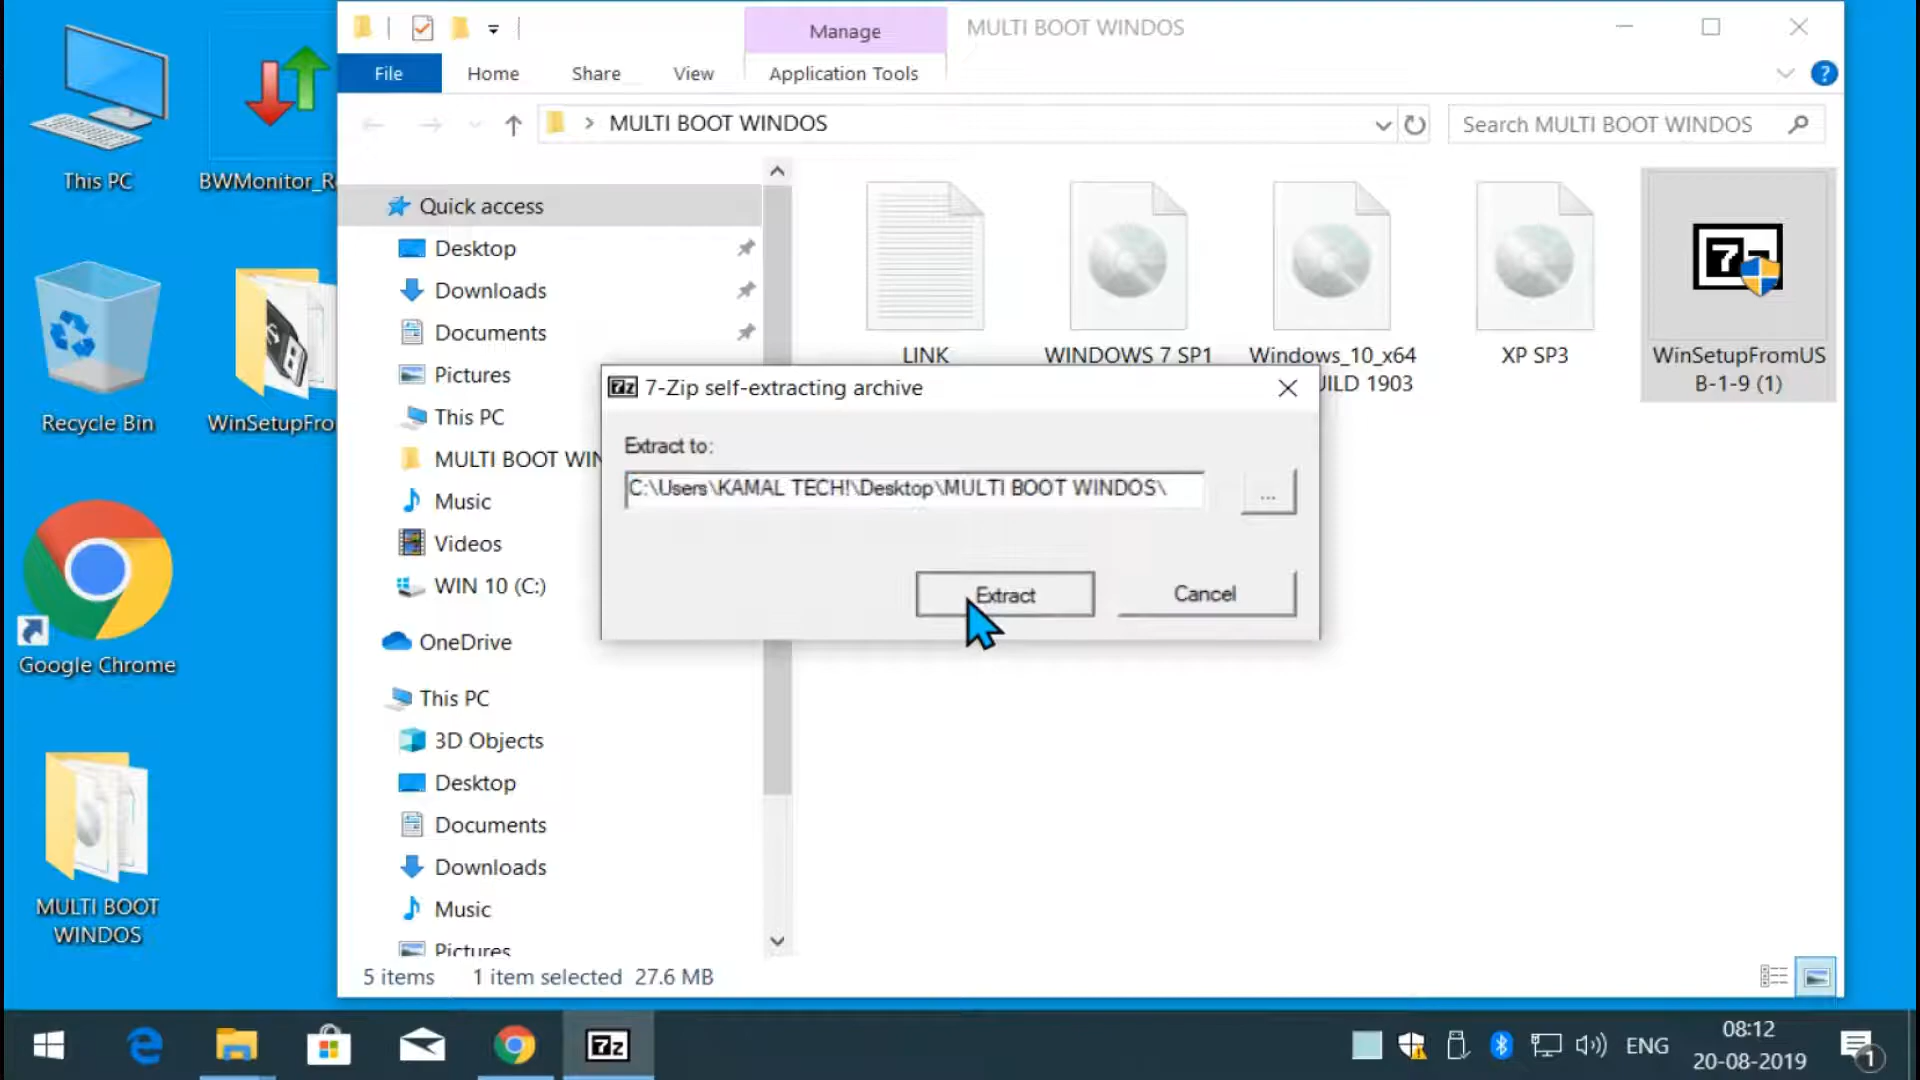 This PC
BWMonitor_R
Recycle Bin
WinSetupFro
Google Chrome
MULTI BOOT
WINDOS
Manage
MULTI BOOT WINDOS
File
Home
Share
View
Application Tools
MULTI BOOT WINDOS
Search MULTI BOOT WINDOS
Quick access
Desktop
Downloads
Documents
Pictures
This PC
MULTI BOOT WIN
Music
Videos
WIN 10 (C:)
OneDrive
This PC
3D Objects
Desktop
Documents
Downloads
Music
Pictures
LINK
WINDOWS 7 SP1
Windows_10_x64
UILD 1903
XP SP3
WinSetupFromUS
B-1-9 (1)
7z 7-Zip self-extracting archive
Extract to:
C:\Users\KAMAL TECH!\Desktop\MULTI BOOT WINDOS\
...
Extract
Cancel
5 items
1 item selected 27.6 MB
7z
ENG
08:12
20-08-2019
1